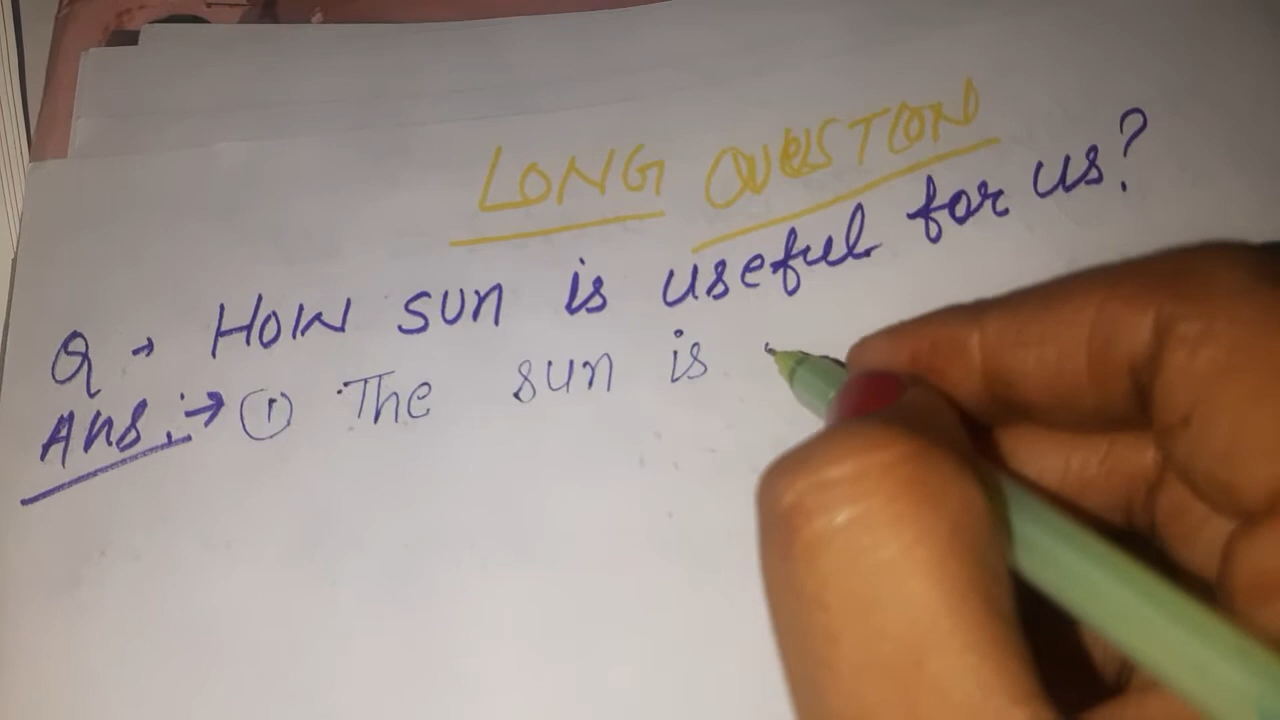 LONG QUESTON
Q → HOW sun is useful for us?
Ans :→ ① The sun is